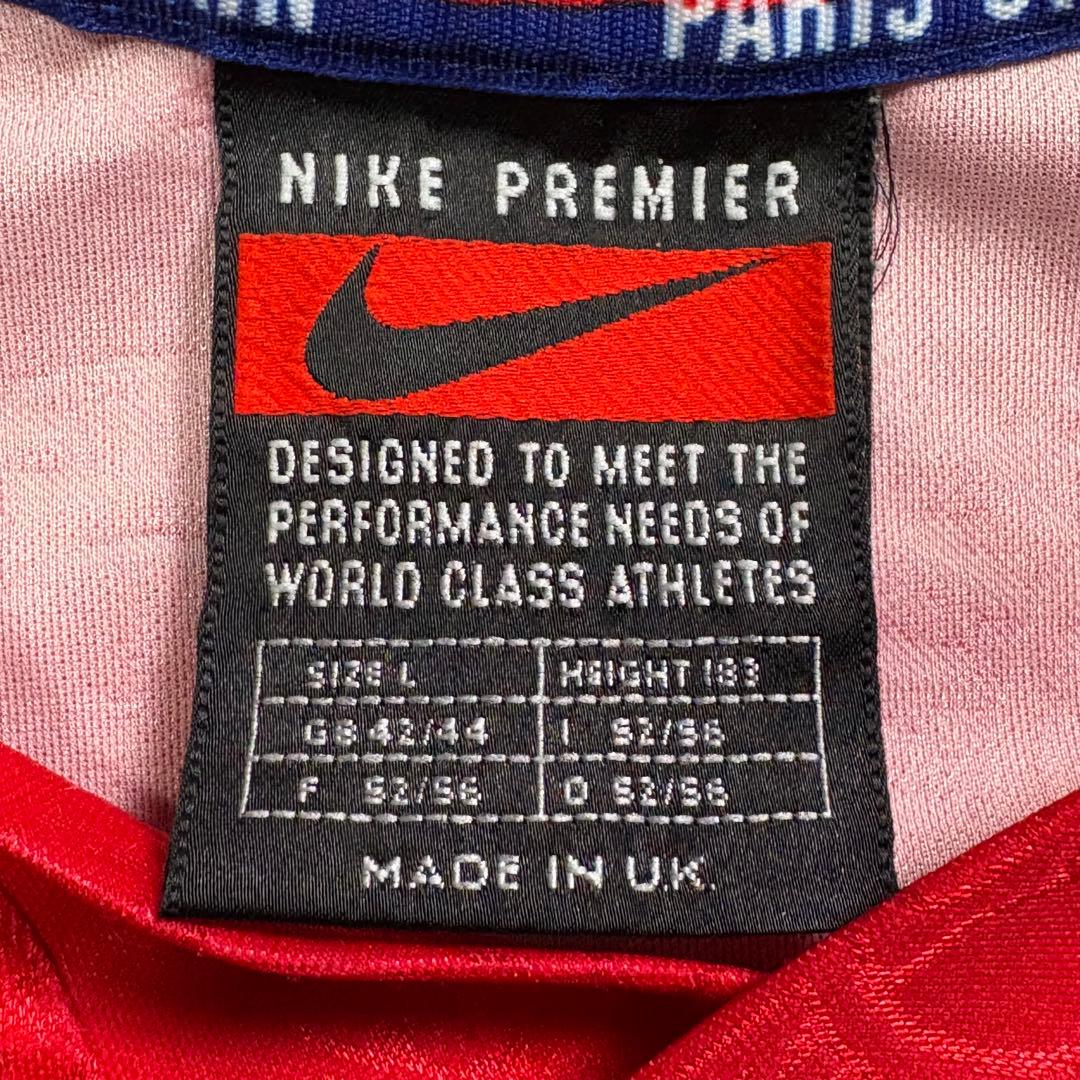 PARIS
NIKE PREMIER
DESIGNED TO MEET THE
PERFORMANCE NEEDS OF
WORLD CLASS ATHLETES
SIZE L HEIGHT 183
GB 42/44 I 52/56
F 52/56 D 52/56
MADE IN U.K.